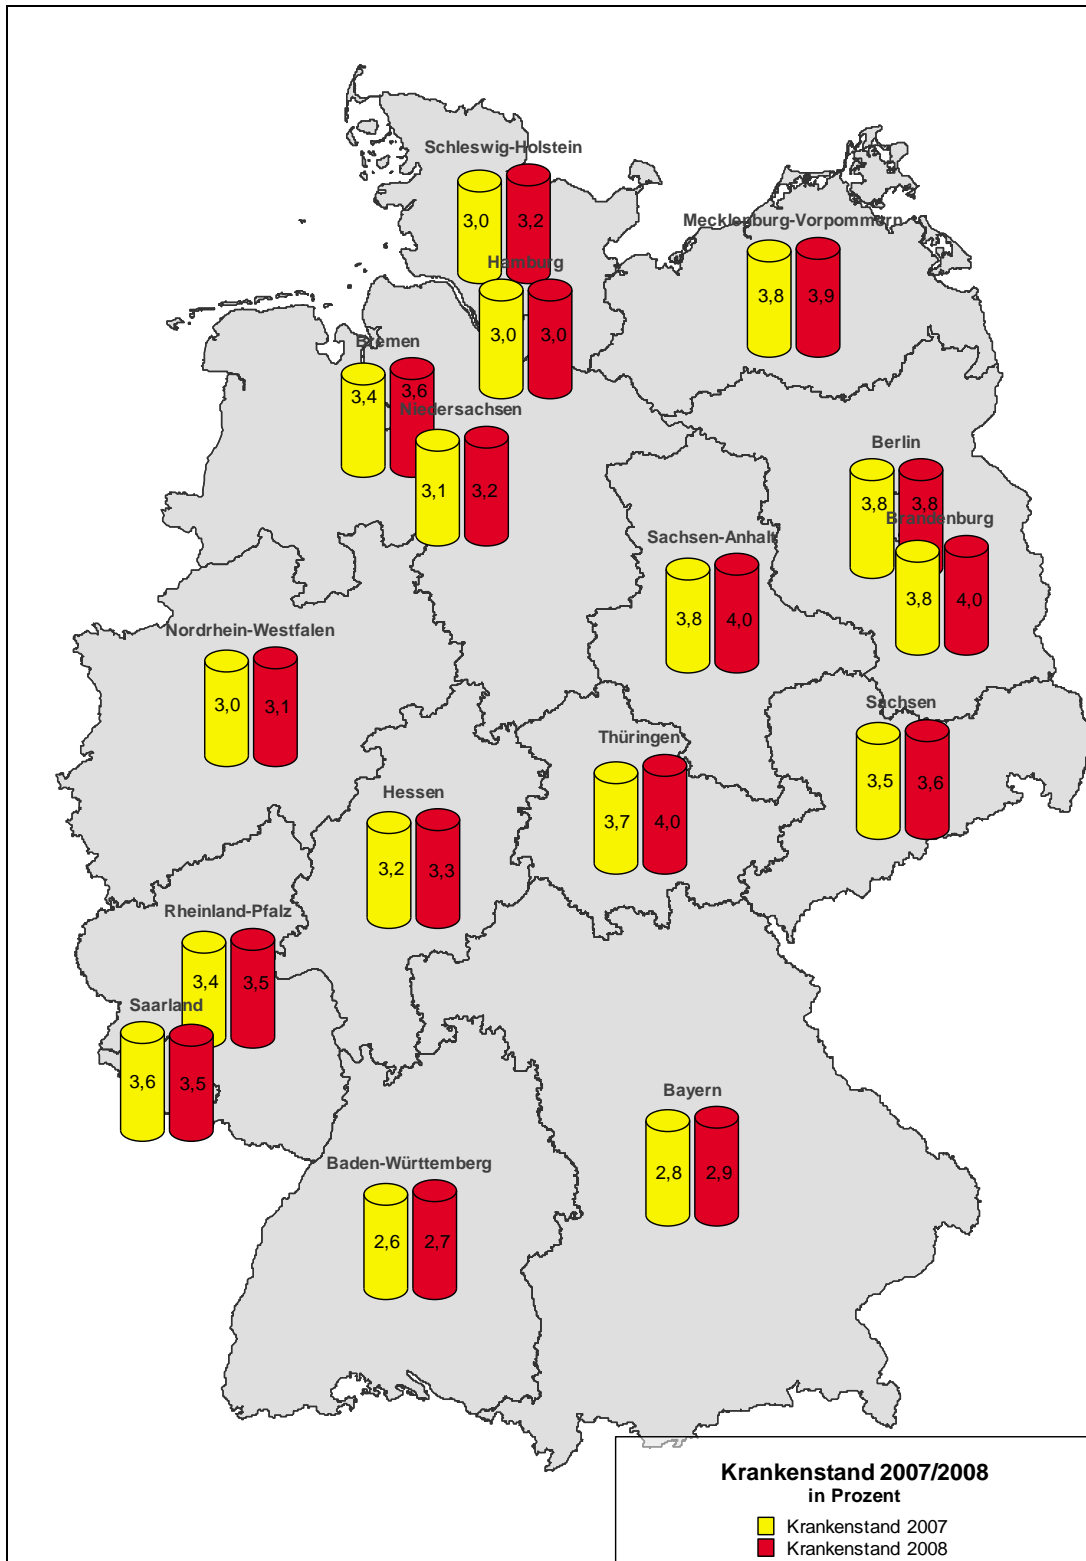 Schleswig-Holstein
3,0 3,2
Mecklenburg-Vorpommern
3,8 3,9
Hamburg
3,0 3,0
Bremen
3,4 3,6
Niedersachsen
3,1 3,2
Berlin
3,8 3,8
Brandenburg
3,8 4,0
Sachsen-Anhalt
3,8 4,0
Nordrhein-Westfalen
3,0 3,1
Sachsen
3,5 3,6
Thüringen
3,7 4,0
Hessen
3,2 3,3
Rheinland-Pfalz
3,4 3,5
Saarland
3,6 3,5
Bayern
2,8 2,9
Baden-Württemberg
2,6 2,7
Krankenstand 2007/2008
in Prozent
Krankenstand 2007
Krankenstand 2008